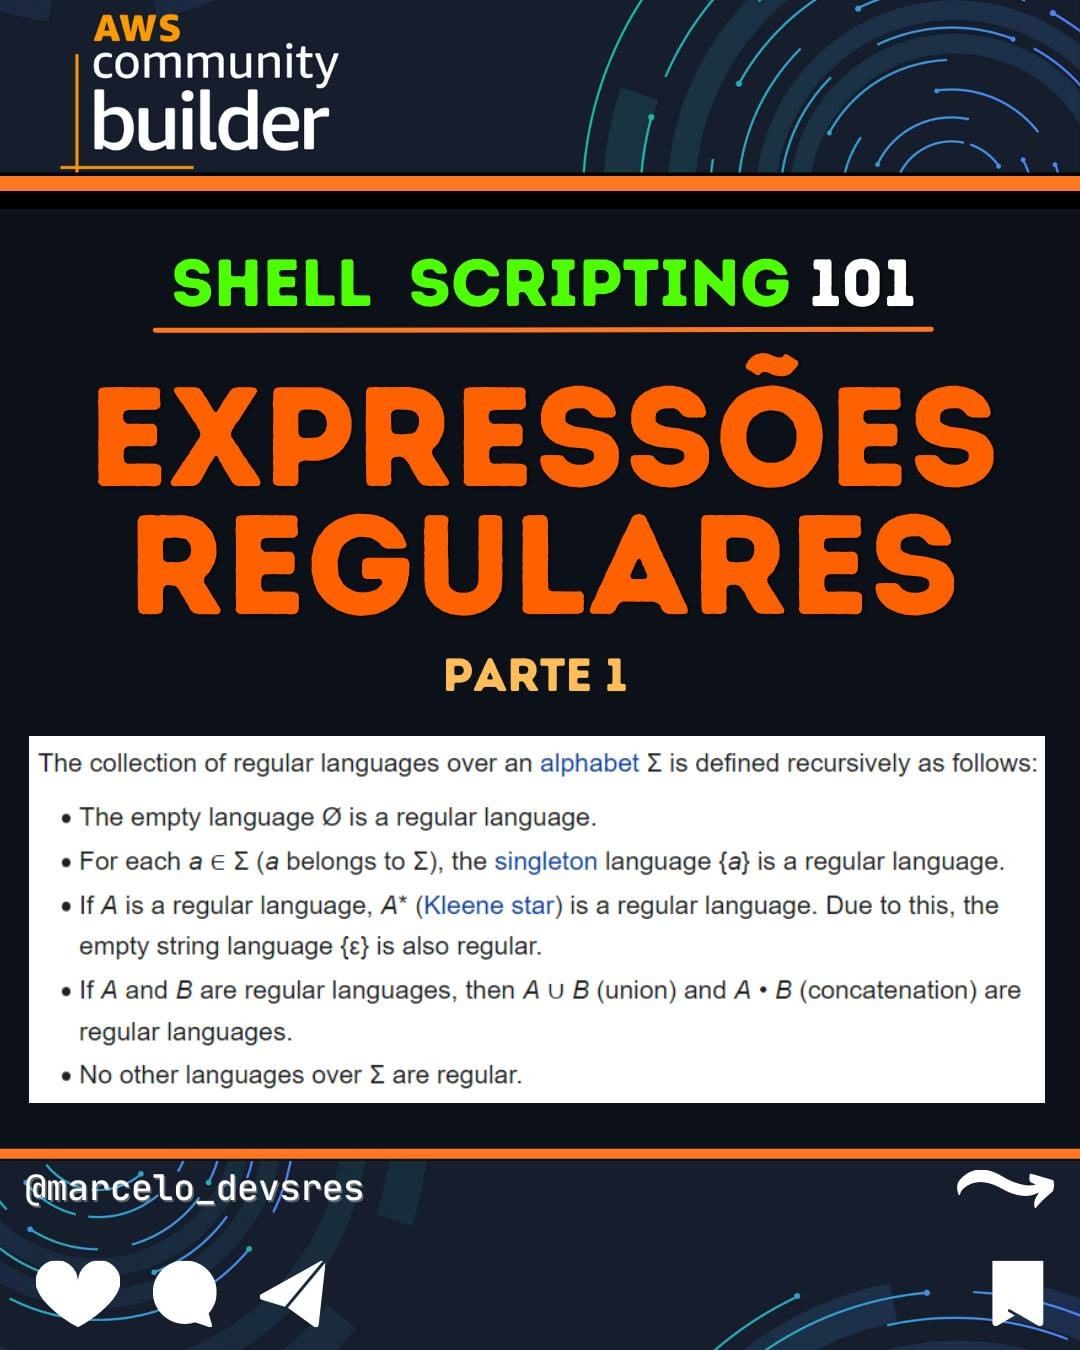 AWS
community
builder
SHELL SCRIPTING 101
EXPRESSÕES
REGULARES
PARTE 1
The collection of regular languages over an alphabet Σ is defined recursively as follows:
• The empty language Ø is a regular language.
• For each a ∈ Σ (a belongs to Σ), the singleton language {a} is a regular language.
• If A is a regular language, A* (Kleene star) is a regular language. Due to this, the
empty string language {ε} is also regular.
• If A and B are regular languages, then A ∪ B (union) and A • B (concatenation) are
regular languages.
• No other languages over Σ are regular.
@marcelo_devsres